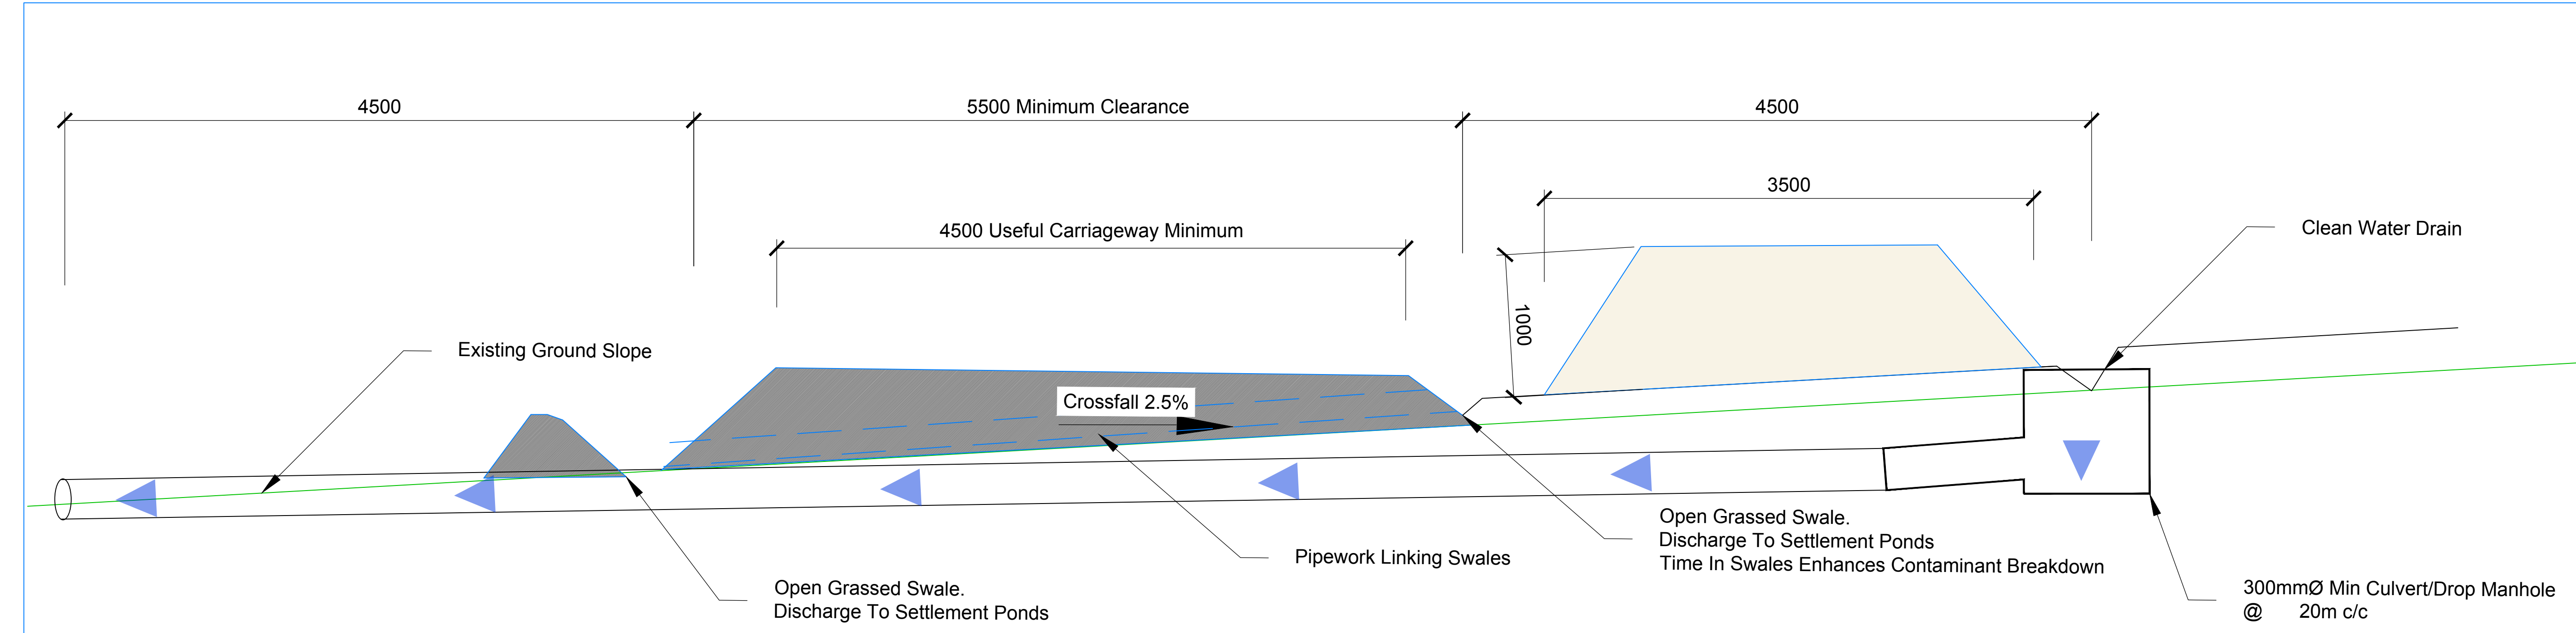 4500
5500 Minimum Clearance
4500
3500
4500 Useful Carriageway Minimum
Clean Water Drain
1000
Existing Ground Slope
Crossfall 2.5%
Open Grassed Swale.
Discharge To Settlement Ponds
Time In Swales Enhances Contaminant Breakdown
Pipework Linking Swales
Open Grassed Swale.
Discharge To Settlement Ponds
300mmØ Min Culvert/Drop Manhole
@ 20m c/c